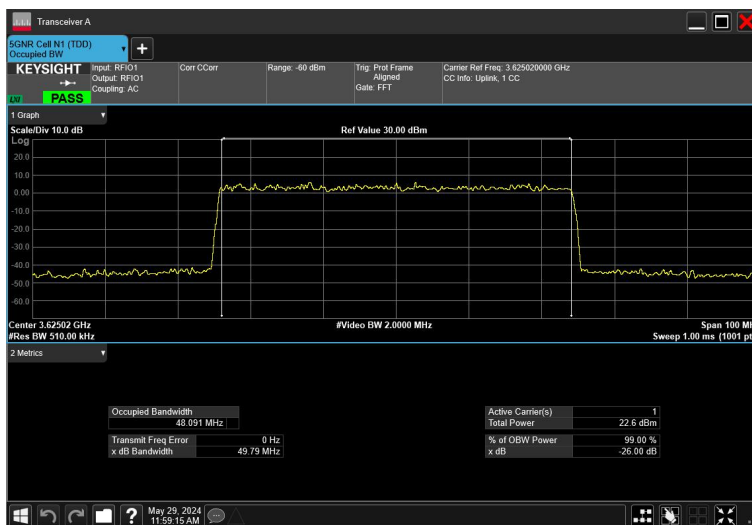 Transceiver A
5GNR Cell N1 (TDD)
Occupied BW
+
KEYSIGHT
LXI
PASS
Input: RFIO1
Output: RFIO1
Coupling: AC
Corr CCorr
Range: -60 dBm
Trig: Prot Frame
Aligned
Gate: FFT
Carrier Ref Freq: 3.625020000 GHz
CC Info: Uplink, 1 CC
1 Graph
Scale/Div 10.0 dB
Ref Value 30.00 dBm
Log
20.0
10.0
0.00
-10.0
-20.0
-30.0
-40.0
-50.0
-60.0
Center 3.62502 GHz
#Video BW 2.0000 MHz
Span 100 MH
#Res BW 510.00 kHz
Sweep 1.00 ms (1001 pt
2 Metrics
Occupied Bandwidth
48.091 MHz
Transmit Freq Error 0 Hz
x dB Bandwidth 49.79 MHz
Active Carrier(s) 1
Total Power 22.6 dBm
% of OBW Power 99.00 %
x dB -26.00 dB
?
May 29, 2024
11:59:15 AM